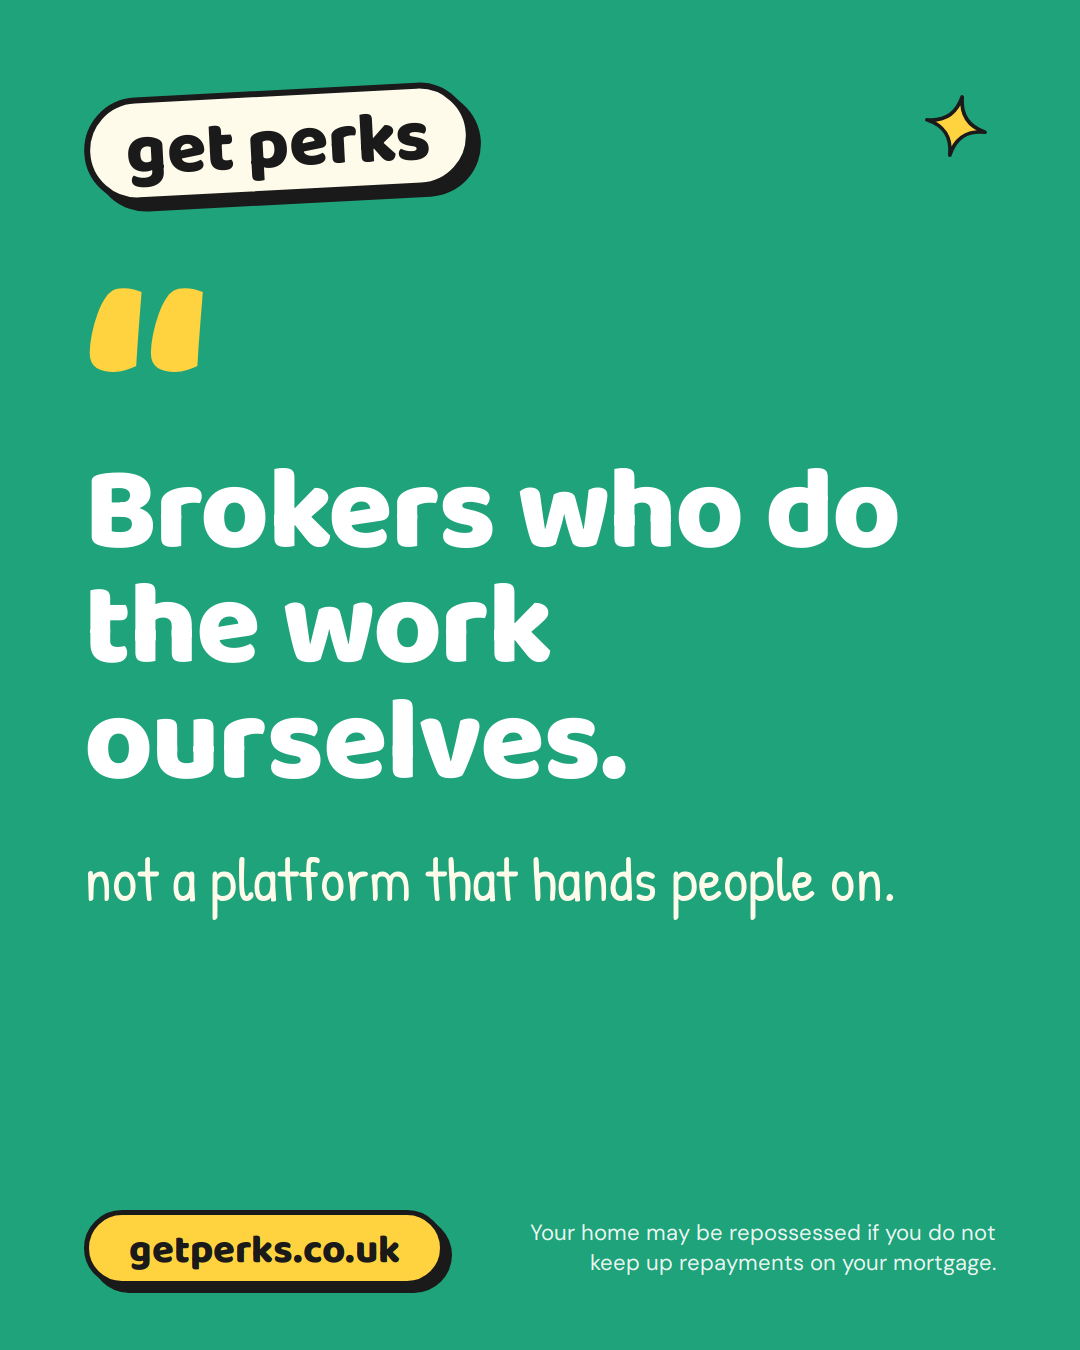 get perks
“
Brokers who do
the work
ourselves.
not a platform that hands people on.
getperks.co.uk
Your home may be repossessed if you do not
keep up repayments on your mortgage.